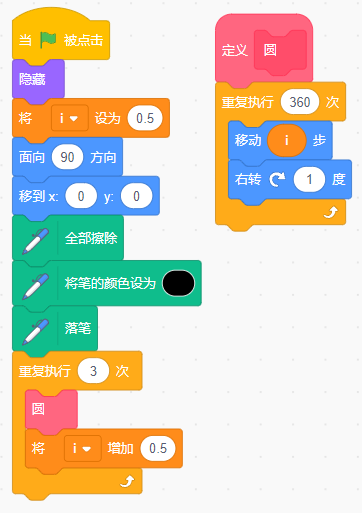 当 被点击
隐藏
将 i 设为 0.5
面向 90 方向
移到 x: 0 y: 0
全部擦除
将笔的颜色设为
落笔
重复执行 3 次
圆
将 i 增加 0.5
定义 圆
重复执行 360 次
移动 i 步
右转 1 度